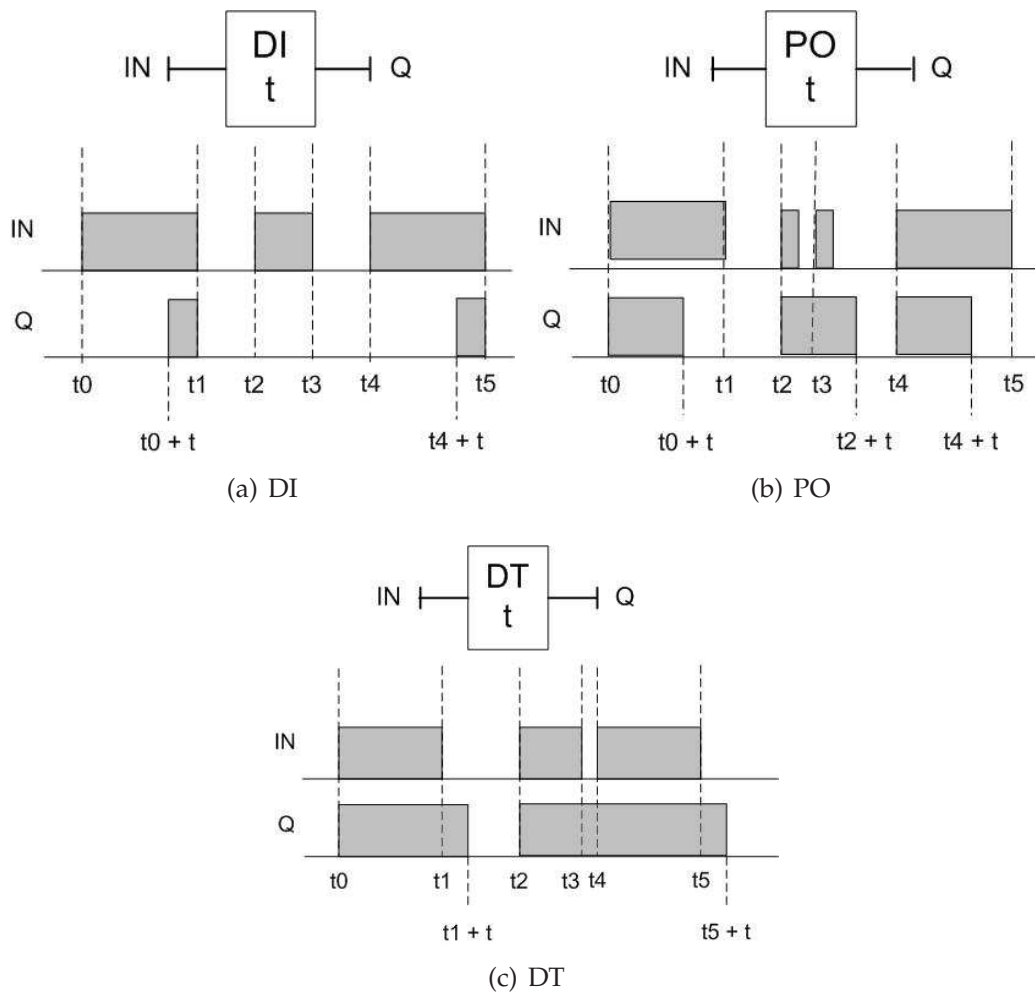 DI
t
IN
Q
IN
Q
t0 t1 t2 t3 t4 t5
t0 + t t4 + t
(a) DI
PO
t
IN
Q
IN
Q
t0 t1 t2 t3 t4 t5
t0 + t t2 + t t4 + t
(b) PO
DT
t
IN
Q
IN
Q
t0 t1 t2 t3 t4 t5
t1 + t t5 + t
(c) DT